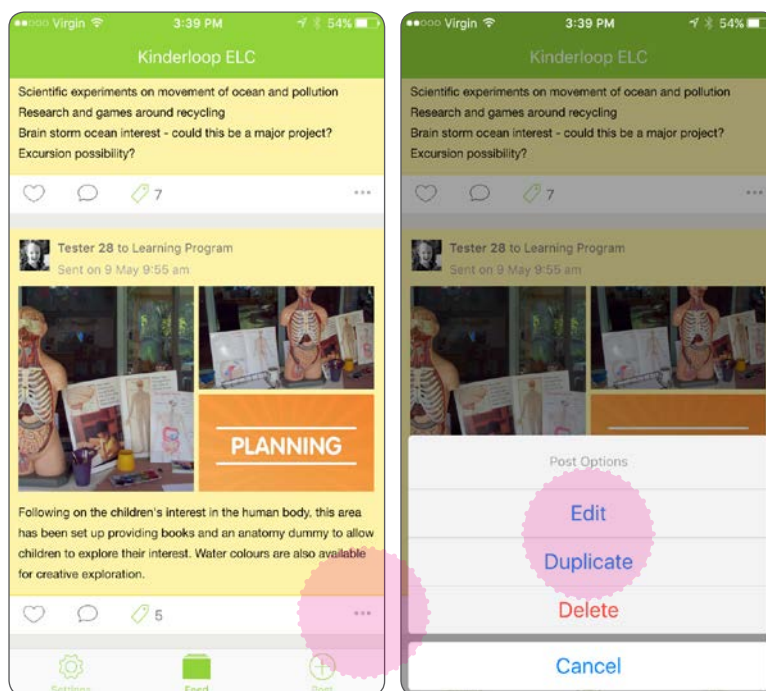 Virgin 3:39 PM 54%
Kinderloop ELC
Scientific experiments on movement of ocean and pollution
Research and games around recycling
Brain storm ocean interest - could this be a major project?
Excursion possibility?
7
Tester 28 to Learning Program
Sent on 9 May 9:55 am
PLANNING
Following on the children's interest in the human body, this area
has been set up providing books and an anatomy dummy to allow
children to explore their interest. Water colours are also available
for creative exploration.
5
Settings Feed Post
Virgin 3:39 PM 54%
Kinderloop ELC
Scientific experiments on movement of ocean and pollution
Research and games around recycling
Brain storm ocean interest - could this be a major project?
Excursion possibility?
7
Tester 28 to Learning Program
Sent on 9 May 9:55 am
Post Options
Edit
Duplicate
Delete
Cancel